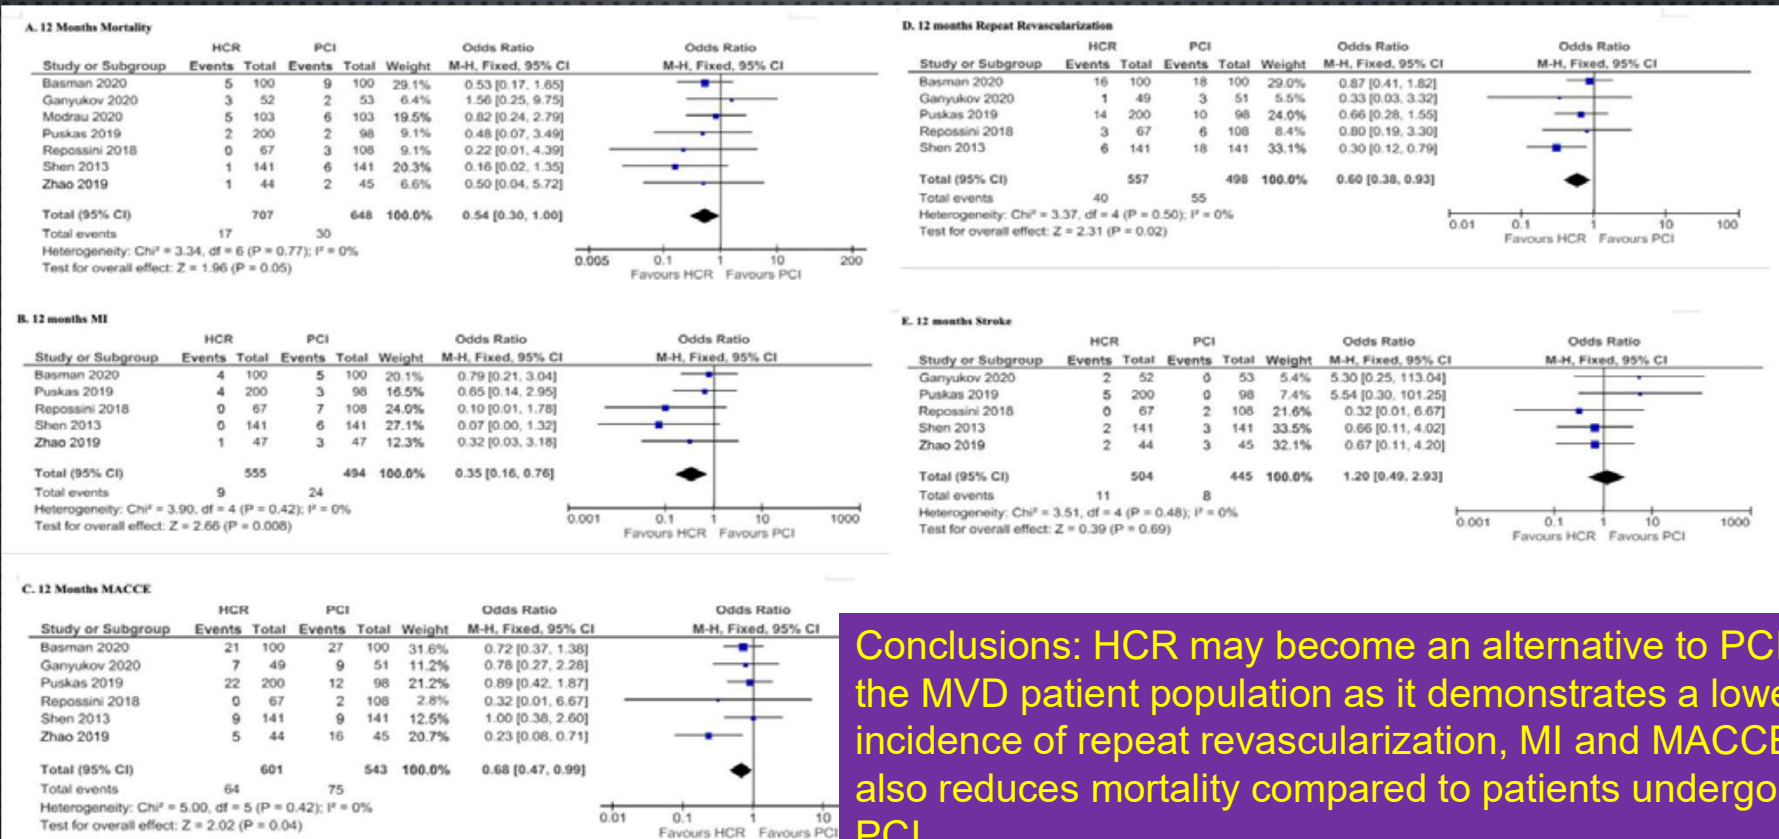 A. 12 Months Mortality
HCR PCI Odds Ratio Odds Ratio
Study or Subgroup Events Total Events Total Weight M-H, Fixed, 95% CI M-H, Fixed, 95% CI
Basman 2020 5 100 9 100 29.1% 0.53 [0.17, 1.65]
Ganyukov 2020 3 52 2 53 6.4% 1.56 [0.25, 9.75]
Modrau 2020 5 103 6 103 19.5% 0.82 [0.24, 2.79]
Puskas 2019 2 200 2 98 9.1% 0.48 [0.07, 3.49]
Repossini 2018 0 67 3 108 9.1% 0.22 [0.01, 4.39]
Shen 2013 1 141 6 141 20.3% 0.16 [0.02, 1.35]
Zhao 2019 1 44 2 45 6.6% 0.50 [0.04, 5.72]
Total (95% CI) 707 648 100.0% 0.54 [0.30, 1.00]
Total events 17 30
Heterogeneity: Chi² = 3.34, df = 6 (P = 0.77); I² = 0%
Test for overall effect: Z = 1.96 (P = 0.05)
0.005 0.1 1 10 200
Favours HCR Favours PCI
B. 12 months MI
HCR PCI Odds Ratio Odds Ratio
Study or Subgroup Events Total Events Total Weight M-H, Fixed, 95% CI M-H, Fixed, 95% CI
Basman 2020 4 100 5 100 20.1% 0.79 [0.21, 3.04]
Puskas 2019 4 200 3 98 16.5% 0.65 [0.14, 2.95]
Repossini 2018 0 67 7 108 24.0% 0.10 [0.01, 1.78]
Shen 2013 0 141 6 141 27.1% 0.07 [0.00, 1.32]
Zhao 2019 1 47 3 47 12.3% 0.32 [0.03, 3.18]
Total (95% CI) 555 494 100.0% 0.35 [0.16, 0.76]
Total events 9 24
Heterogeneity: Chi² = 3.90, df = 4 (P = 0.42); I² = 0%
Test for overall effect: Z = 2.66 (P = 0.008)
0.001 0.1 1 10 1000
Favours HCR Favours PCI
C. 12 Months MACCE
HCR PCI Odds Ratio Odds Ratio
Study or Subgroup Events Total Events Total Weight M-H, Fixed, 95% CI M-H, Fixed, 95% CI
Basman 2020 21 100 27 100 31.6% 0.72 [0.37, 1.38]
Ganyukov 2020 7 49 9 51 11.2% 0.78 [0.27, 2.28]
Puskas 2019 22 200 12 98 21.2% 0.89 [0.42, 1.87]
Repossini 2018 0 67 2 108 2.8% 0.32 [0.01, 6.67]
Shen 2013 9 141 9 141 12.5% 1.00 [0.38, 2.60]
Zhao 2019 5 44 16 45 20.7% 0.23 [0.08, 0.71]
Total (95% CI) 601 543 100.0% 0.68 [0.47, 0.99]
Total events 64 75
Heterogeneity: Chi² = 5.00, df = 5 (P = 0.42); I² = 0%
Test for overall effect: Z = 2.02 (P = 0.04)
0.01 0.1 1 10
Favours HCR Favours PCI
D. 12 months Repeat Revascularization
HCR PCI Odds Ratio Odds Ratio
Study or Subgroup Events Total Events Total Weight M-H, Fixed, 95% CI M-H, Fixed, 95% CI
Basman 2020 16 100 18 100 29.0% 0.87 [0.41, 1.82]
Ganyukov 2020 1 49 3 51 5.5% 0.33 [0.03, 3.32]
Puskas 2019 14 200 10 98 24.0% 0.66 [0.28, 1.55]
Repossini 2018 3 67 6 108 8.4% 0.80 [0.19, 3.30]
Shen 2013 6 141 18 141 33.1% 0.30 [0.12, 0.79]
Total (95% CI) 557 498 100.0% 0.60 [0.38, 0.93]
Total events 40 55
Heterogeneity: Chi² = 3.37, df = 4 (P = 0.50); I² = 0%
Test for overall effect: Z = 2.31 (P = 0.02)
0.01 0.1 1 10 100
Favours HCR Favours PCI
E. 12 months Stroke
HCR PCI Odds Ratio Odds Ratio
Study or Subgroup Events Total Events Total Weight M-H, Fixed, 95% CI M-H, Fixed, 95% CI
Ganyukov 2020 2 52 0 53 5.4% 5.30 [0.25, 113.04]
Puskas 2019 5 200 0 98 7.4% 5.54 [0.30, 101.25]
Repossini 2018 0 67 2 108 21.6% 0.32 [0.01, 6.67]
Shen 2013 2 141 3 141 33.5% 0.66 [0.11, 4.02]
Zhao 2019 2 44 3 45 32.1% 0.67 [0.11, 4.20]
Total (95% CI) 504 445 100.0% 1.20 [0.49, 2.93]
Total events 11 8
Heterogeneity: Chi² = 3.51, df = 4 (P = 0.48); I² = 0%
Test for overall effect: Z = 0.39 (P = 0.69)
0.001 0.1 1 10 1000
Favours HCR Favours PCI
Conclusions: HCR may become an alternative to PCI
the MVD patient population as it demonstrates a lowe
incidence of repeat revascularization, MI and MACCE
also reduces mortality compared to patients undergo
PCI